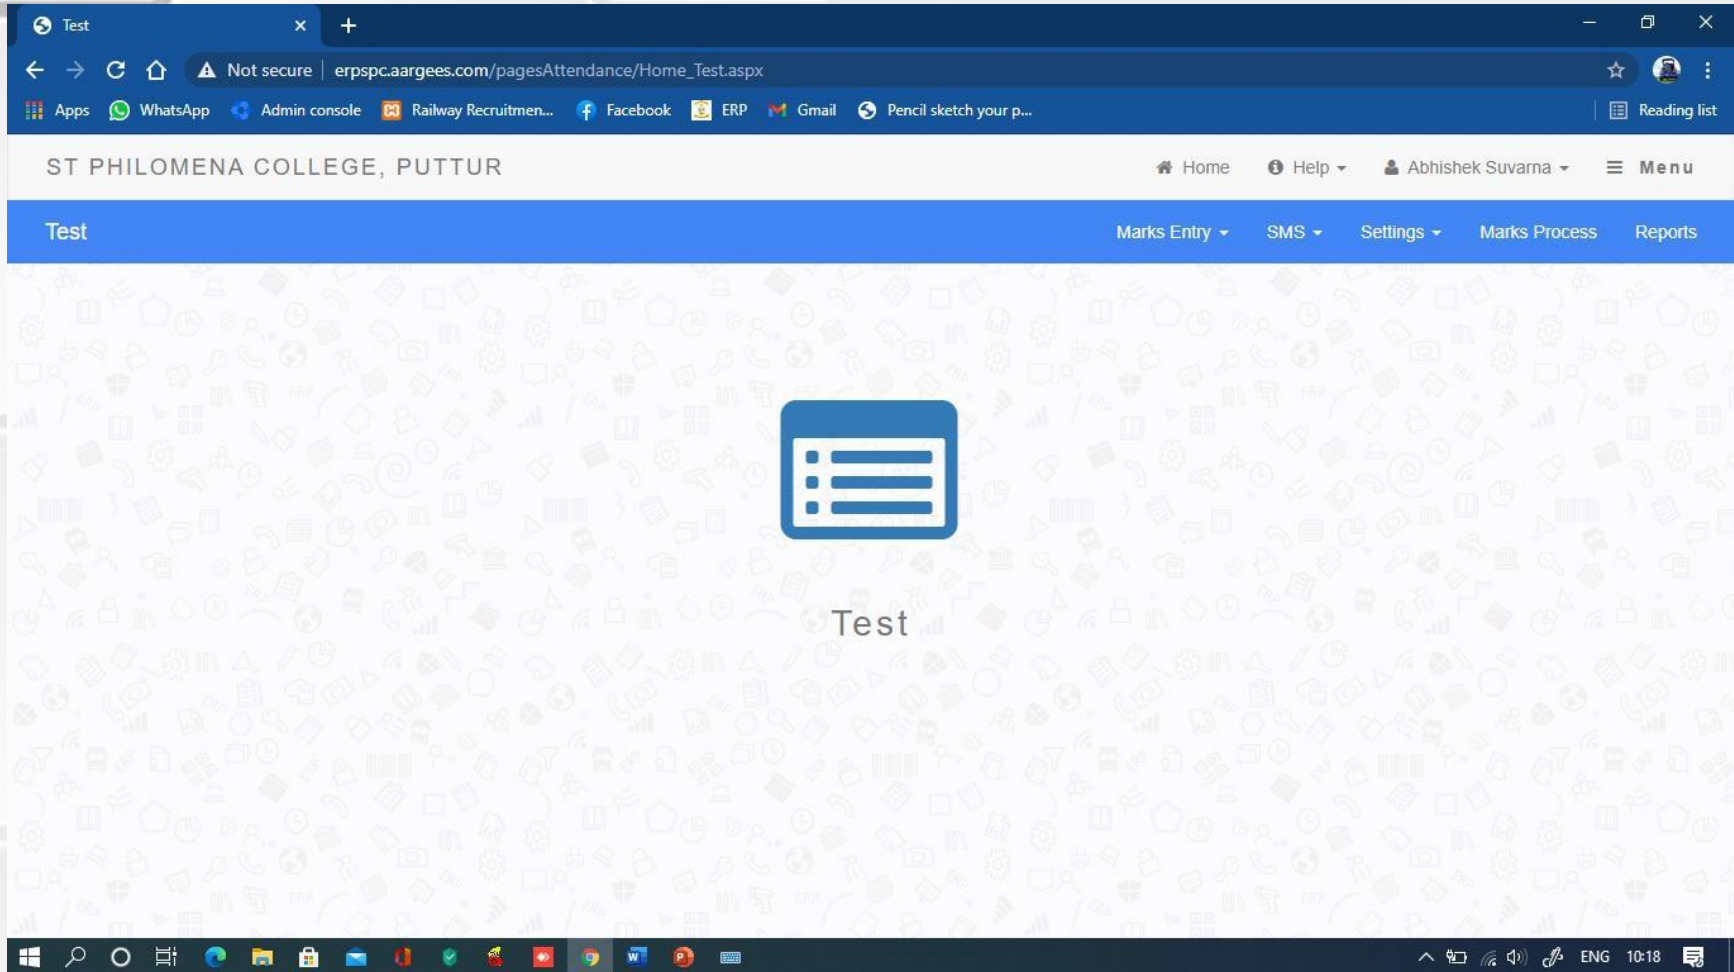 Test
Not secure erpspc.aargees.com/pagesAttendance/Home_Test.aspx
Apps WhatsApp Admin console Railway Recruitmen... Facebook ERP Gmail Pencil sketch your p... Reading list
ST PHILOMENA COLLEGE, PUTTUR Home Help Abhishek Suvarna Menu
Test Marks Entry SMS Settings Marks Process Reports
Test
ENG 10:18